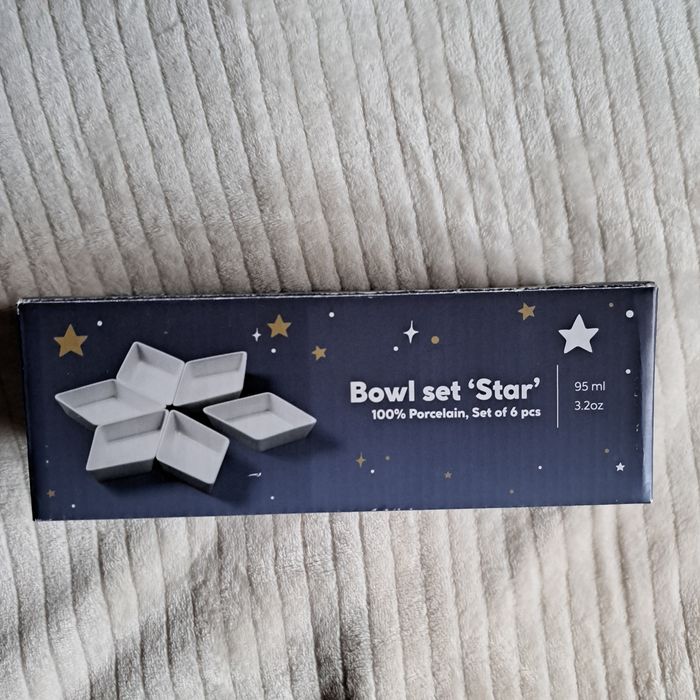 Bowl set ‘Star’
100% Porcelain, Set of 6 pcs
95 ml
3.2oz